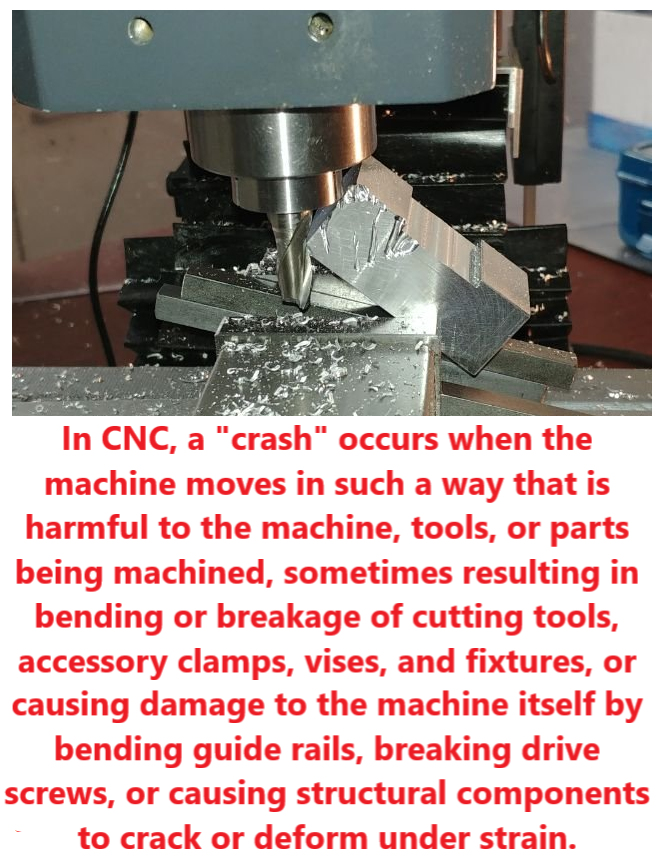 In CNC, a "crash" occurs when the
machine moves in such a way that is
harmful to the machine, tools, or parts
being machined, sometimes resulting in
bending or breakage of cutting tools,
accessory clamps, vises, and fixtures, or
causing damage to the machine itself by
bending guide rails, breaking drive
screws, or causing structural components
to crack or deform under strain.